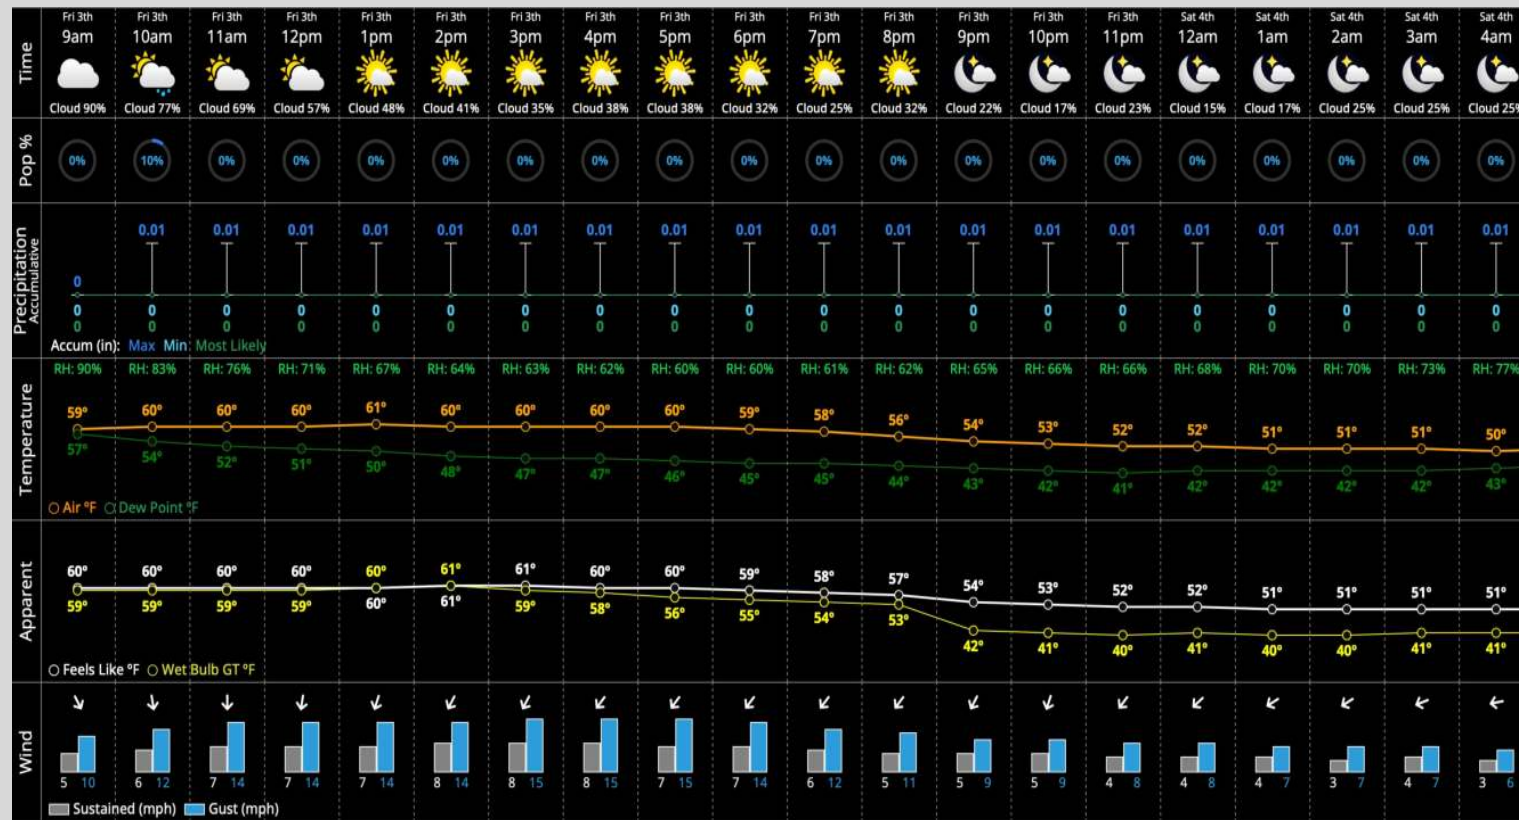 Fri 3th Fri 3th Fri 3th Fri 3th Fri 3th Fri 3th Fri 3th Fri 3th Fri 3th Fri 3th Fri 3th Fri 3th Fri 3th Fri 3th Fri 3th Sat 4th Sat 4th Sat 4th Sat 4th Sat 4th
Time 9am 10am 11am 12pm 1pm 2pm 3pm 4pm 5pm 6pm 7pm 8pm 9pm 10pm 11pm 12am 1am 2am 3am 4am
Cloud 90% Cloud 77% Cloud 69% Cloud 57% Cloud 48% Cloud 41% Cloud 35% Cloud 38% Cloud 38% Cloud 32% Cloud 25% Cloud 32% Cloud 22% Cloud 17% Cloud 23% Cloud 15% Cloud 17% Cloud 25% Cloud 25% Cloud 25%
Pop % 0% 10% 0% 0% 0% 0% 0% 0% 0% 0% 0% 0% 0% 0% 0% 0% 0% 0% 0% 0%
Precipitation
Accumulative
0 0.01 0.01 0.01 0.01 0.01 0.01 0.01 0.01 0.01 0.01 0.01 0.01 0.01 0.01 0.01 0.01 0.01 0.01 0.01
0 0 0 0 0 0 0 0 0 0 0 0 0 0 0 0 0 0 0 0
0 0 0 0 0 0 0 0 0 0 0 0 0 0 0 0 0 0 0 0
Accum (in): Max Min Most Likely
RH: 90% RH: 83% RH: 76% RH: 71% RH: 67% RH: 64% RH: 63% RH: 62% RH: 60% RH: 60% RH: 61% RH: 62% RH: 65% RH: 66% RH: 66% RH: 68% RH: 70% RH: 70% RH: 73% RH: 77%
Temperature
59° 60° 60° 60° 61° 60° 60° 60° 60° 59° 58° 56° 54° 53° 52° 52° 51° 51° 51° 50°
57° 54° 52° 51° 50° 48° 47° 47° 46° 45° 45° 44° 43° 42° 41° 42° 42° 42° 42° 43°
Air °F Dew Point °F
Apparent
60° 60° 60° 60° 60° 61° 61° 60° 60° 59° 58° 57° 54° 53° 52° 52° 51° 51° 51° 51°
59° 59° 59° 59° 60° 61° 59° 58° 56° 55° 54° 53° 42° 41° 40° 41° 40° 40° 41° 41°
Feels Like °F Wet Bulb GT °F
Wind
5 10 6 12 7 14 7 14 7 14 8 14 8 15 8 15 7 15 7 14 6 12 5 11 5 9 5 9 4 8 4 8 4 7 3 7 4 7 3 6
Sustained (mph) Gust (mph)